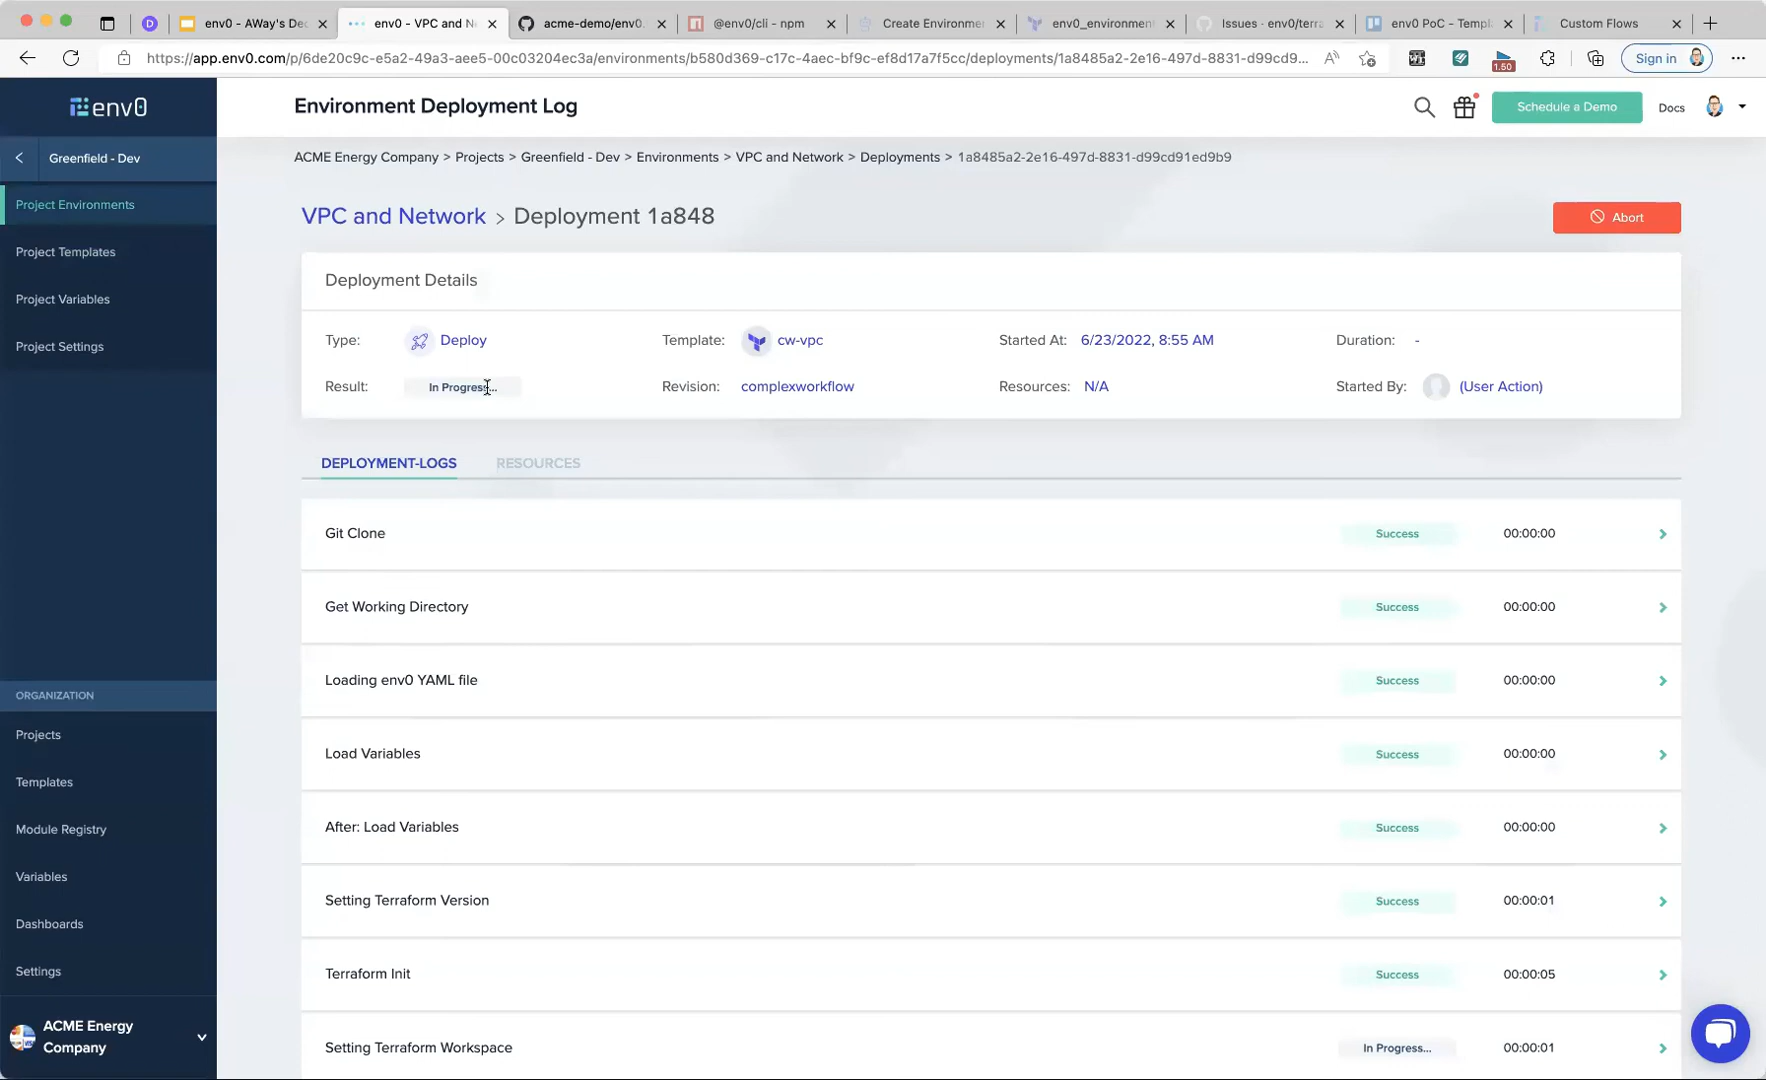 env0 - AWay's De
env0 - VPC and N
acme-demo/env0.
@env0/cli - npm
Create Environme
env0_environment
Issues · env0/terra
env0 PoC - Templ
Custom Flows
https://app.env0.com/p/6de20c9c-e5a2-49a3-aee5-00c03204ec3a/environments/b580d369-c17c-4aec-bf9c-ef8d17a7f5cc/deployments/1a8485a2-2e16-497d-8831-d99cd9...
1.50
Sign in
env0
Environment Deployment Log
Schedule a Demo
Docs
Greenfield - Dev
ACME Energy Company > Projects > Greenfield - Dev > Environments > VPC and Network > Deployments > 1a8485a2-2e16-497d-8831-d99cd91ed9b9
Project Environments
Project Templates
Project Variables
Project Settings
VPC and Network > Deployment 1a848
Abort
Deployment Details
Type: Deploy
Template: cw-vpc
Started At: 6/23/2022, 8:55 AM
Duration: -
Result: In Progress...
Revision: complexworkflow
Resources: N/A
Started By: (User Action)
DEPLOYMENT-LOGS
RESOURCES
Git Clone Success 00:00:00
Get Working Directory Success 00:00:00
Loading env0 YAML file Success 00:00:00
Load Variables Success 00:00:00
After: Load Variables Success 00:00:00
Setting Terraform Version Success 00:00:01
Terraform Init Success 00:00:05
Setting Terraform Workspace In Progress... 00:00:01
ORGANIZATION
Projects
Templates
Module Registry
Variables
Dashboards
Settings
ACME Energy
Company